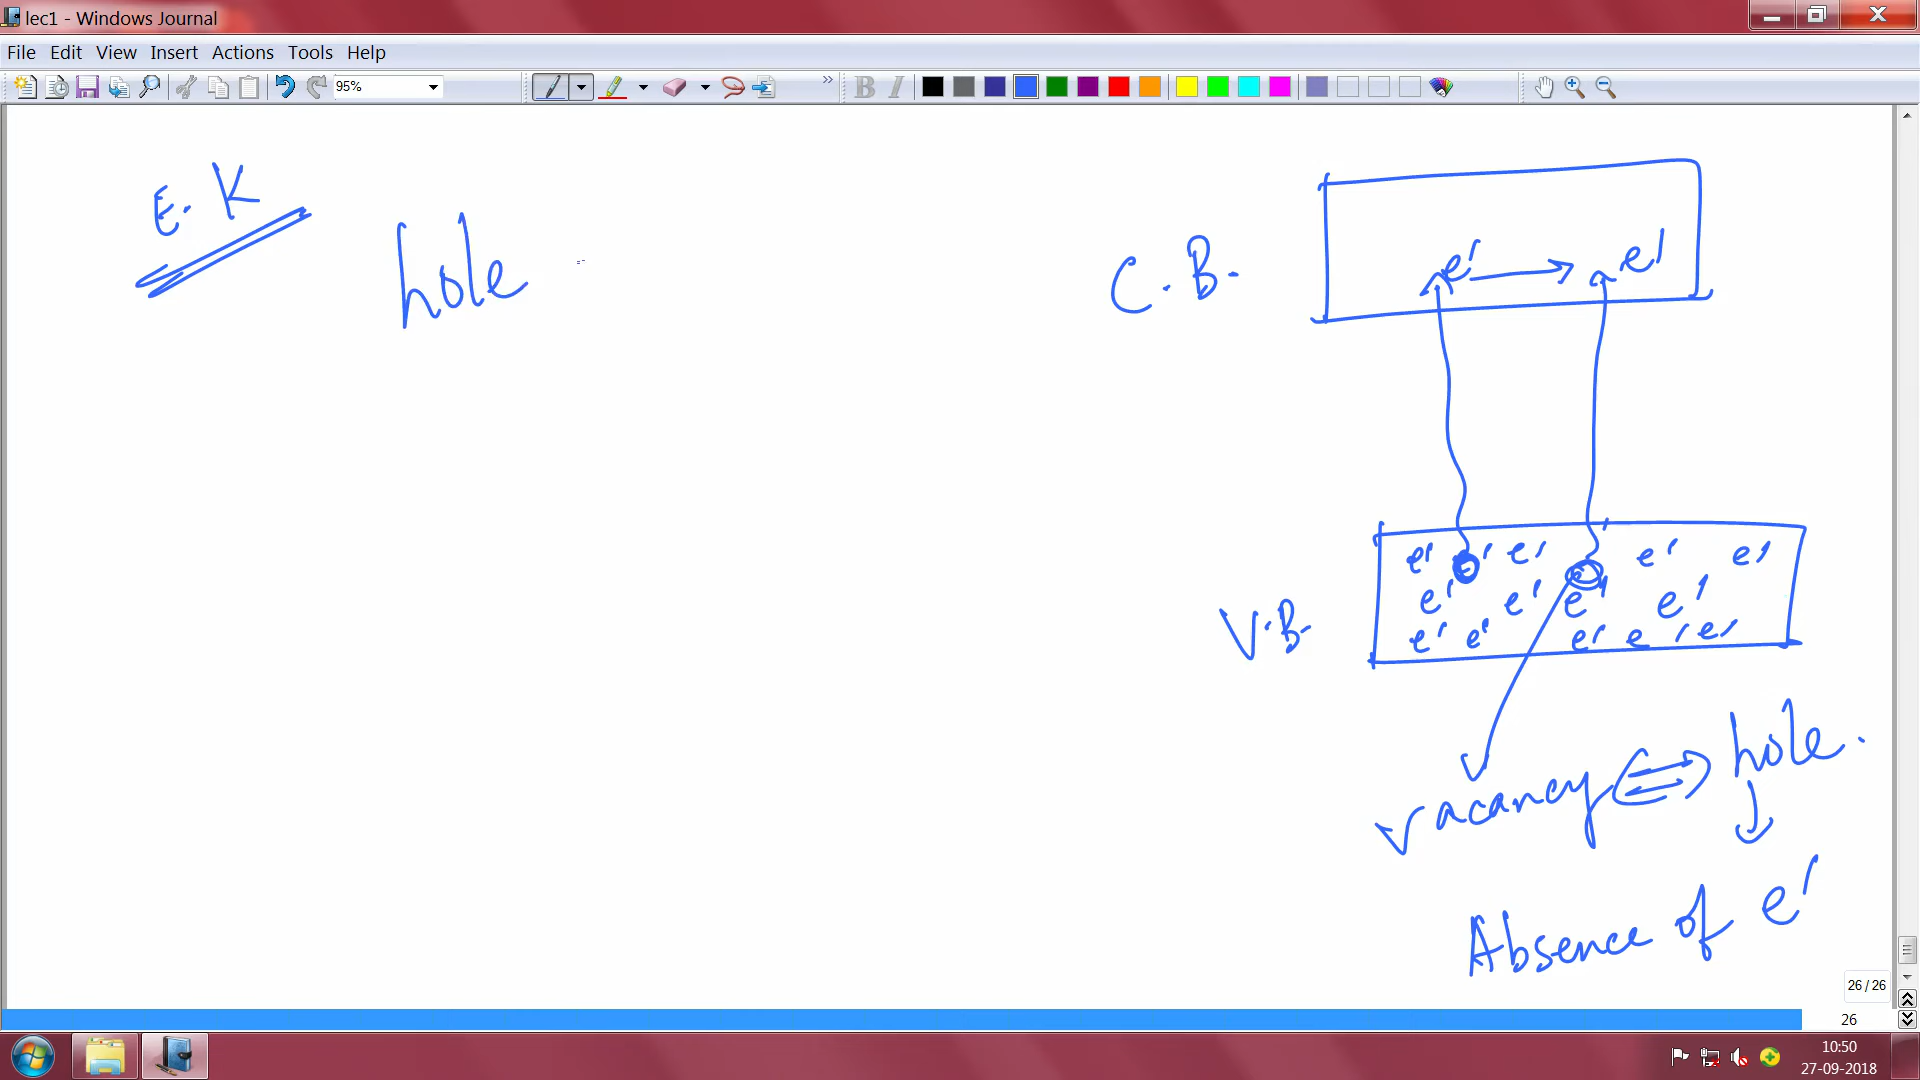 lec1 - Windows Journal
File Edit View Insert Actions Tools Help
95%
B I
E. K
hole
C. B.
e' e'
V. B.
e' e' e' e' e'
e' e' e' e'
e' e' e' e' e'
vacancy hole.
Absence of e'
26 / 26
26
10:50
27-09-2018